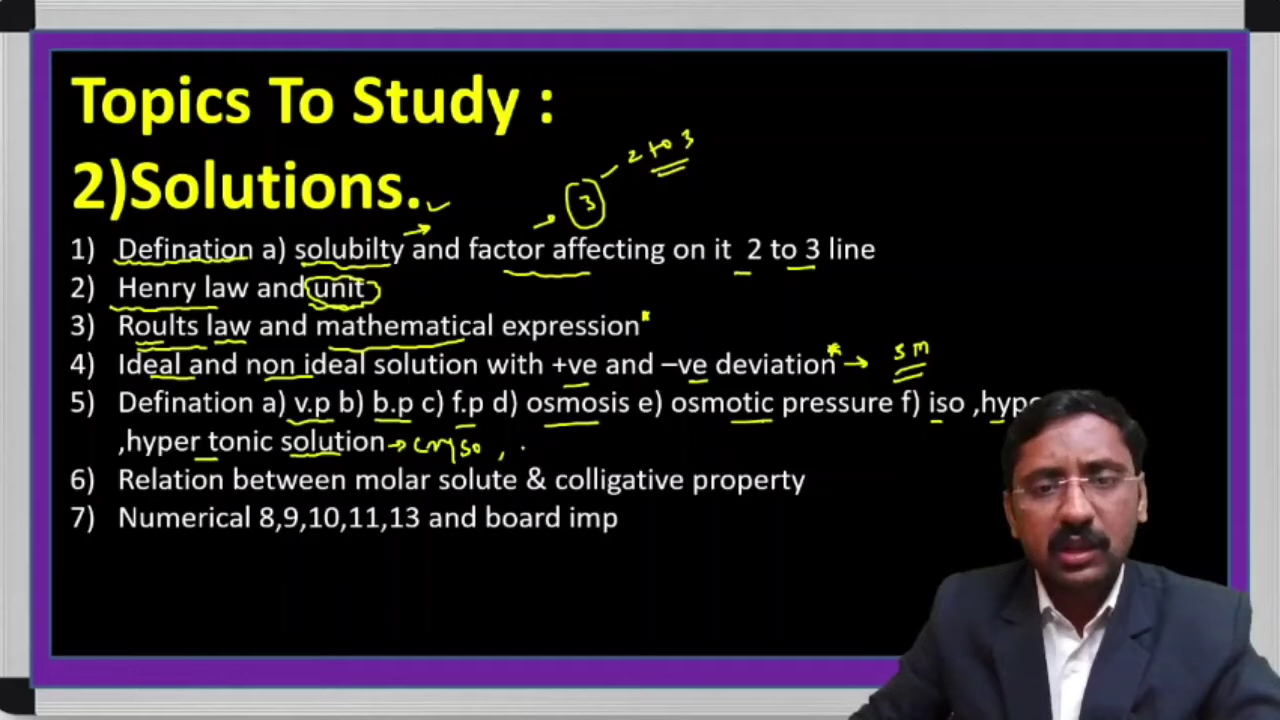 Topics To Study :
2 to 3
2)Solutions.
3
1) Defination a) solubilty and factor affecting on it 2 to 3 line
2) Henry law and unit
3) Roults law and mathematical expression*
4) Ideal and non ideal solution with +ve and –ve deviation* → 5 m
5) Defination a) v.p b) b.p c) f.p d) osmosis e) osmotic pressure f) iso ,hypo
,hyper tonic solution →
6) Relation between molar solute & colligative property
7) Numerical 8,9,10,11,13 and board imp